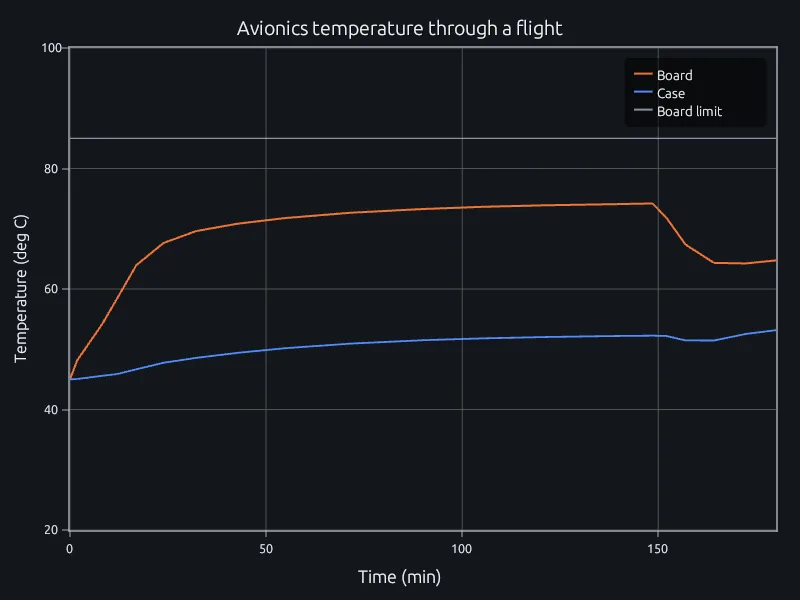 Avionics temperature through a flight
100
80
60
40
20
0
50
100
150
Temperature (deg C)
Time (min)
Board
Case
Board limit